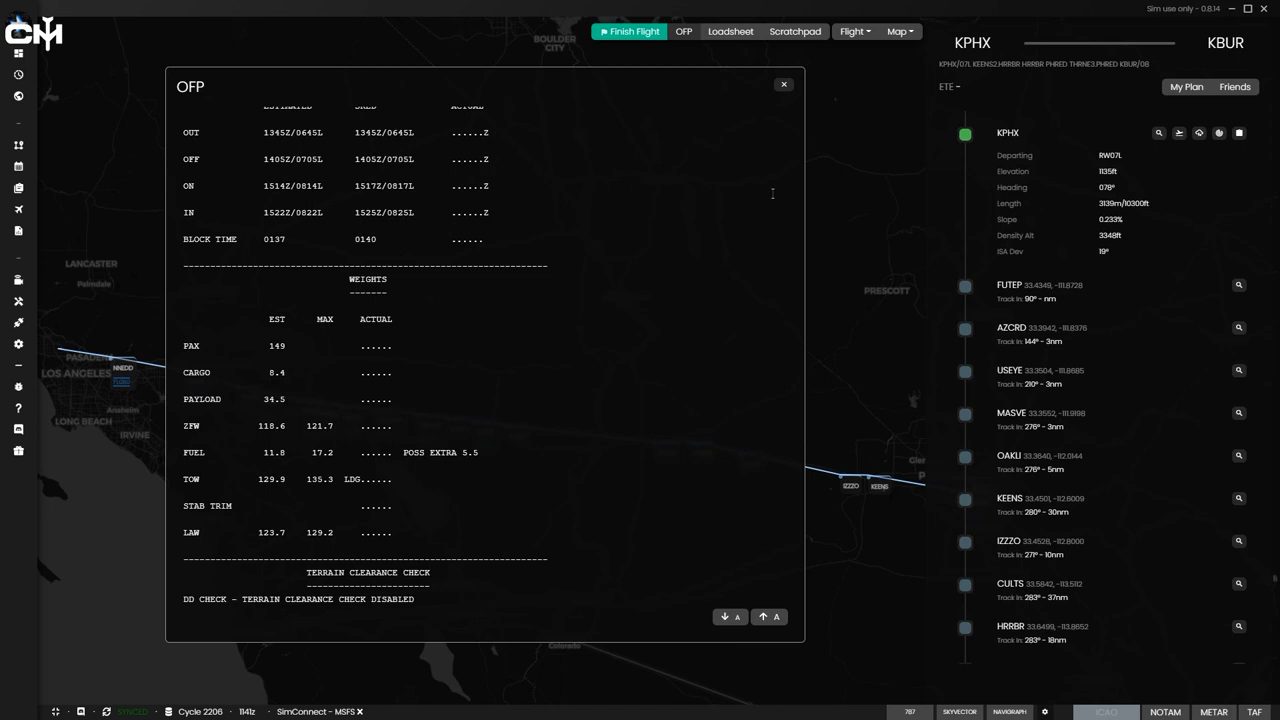 Sim use only - 0.8.14
CM
Finish Flight
OFP
Loadsheet
Scratchpad
Flight
Map
KPHX
KBUR
KPHX/07L KEENS2.HRRBR HRRBR PHRED THRNE3.PHRED KBUR/08
ETE -
My Plan
Friends
BOULDER
CITY
LANCASTER
Palmdale
PASADENA
LOS ANGELES
NNEDD
Anaheim
LONG BEACH
IRVINE
PRESCOTT
IZZZO
KEENS
Colorado
OFP
ESTIMATED SKED ACTUAL
OUT 1345Z/0645L 1345Z/0645L ......Z
OFF 1405Z/0705L 1405Z/0705L ......Z
ON 1514Z/0814L 1517Z/0817L ......Z
IN 1522Z/0822L 1525Z/0825L ......Z
BLOCK TIME 0137 0140 ......
--------------------------------------------------------------------
WEIGHTS
-------
EST MAX ACTUAL
PAX 149 ......
CARGO 8.4 ......
PAYLOAD 34.5 ......
ZFW 118.6 121.7 ......
FUEL 11.8 17.2 ...... POSS EXTRA 5.5
TOW 129.9 135.3 LDG......
STAB TRIM ......
LAW 123.7 129.2 ......
--------------------------------------------------------------------
TERRAIN CLEARANCE CHECK
-----------------------
DD CHECK - TERRAIN CLEARANCE CHECK DISABLED
A
A
KPHX
Departing RW07L
Elevation 1135ft
Heading 078°
Length 3139m/10300ft
Slope 0.233%
Density Alt 3348ft
ISA Dev 19°
FUTEP 33.4349, -111.8728
Track In: 90° - nm
AZCRD 33.3942, -111.8376
Track In: 144° - 3nm
USEYE 33.3504, -111.8685
Track In: 210° - 3nm
MASVE 33.3552, -111.9198
Track In: 276° - 3nm
OAKLI 33.3640, -112.0144
Track In: 276° - 5nm
KEENS 33.4501, -112.6009
Track In: 280° - 30nm
IZZZO 33.4528, -112.8000
Track In: 271° - 10nm
CULTS 33.5842, -113.5112
Track In: 283° - 37nm
HRRBR 33.6499, -113.8652
Track In: 283° - 18nm
SYNCED
Cycle 2206
1141z
SimConnect - MSFS
787
SKYVECTOR
NAVIGRAPH
ICAO
NOTAM
METAR
TAF